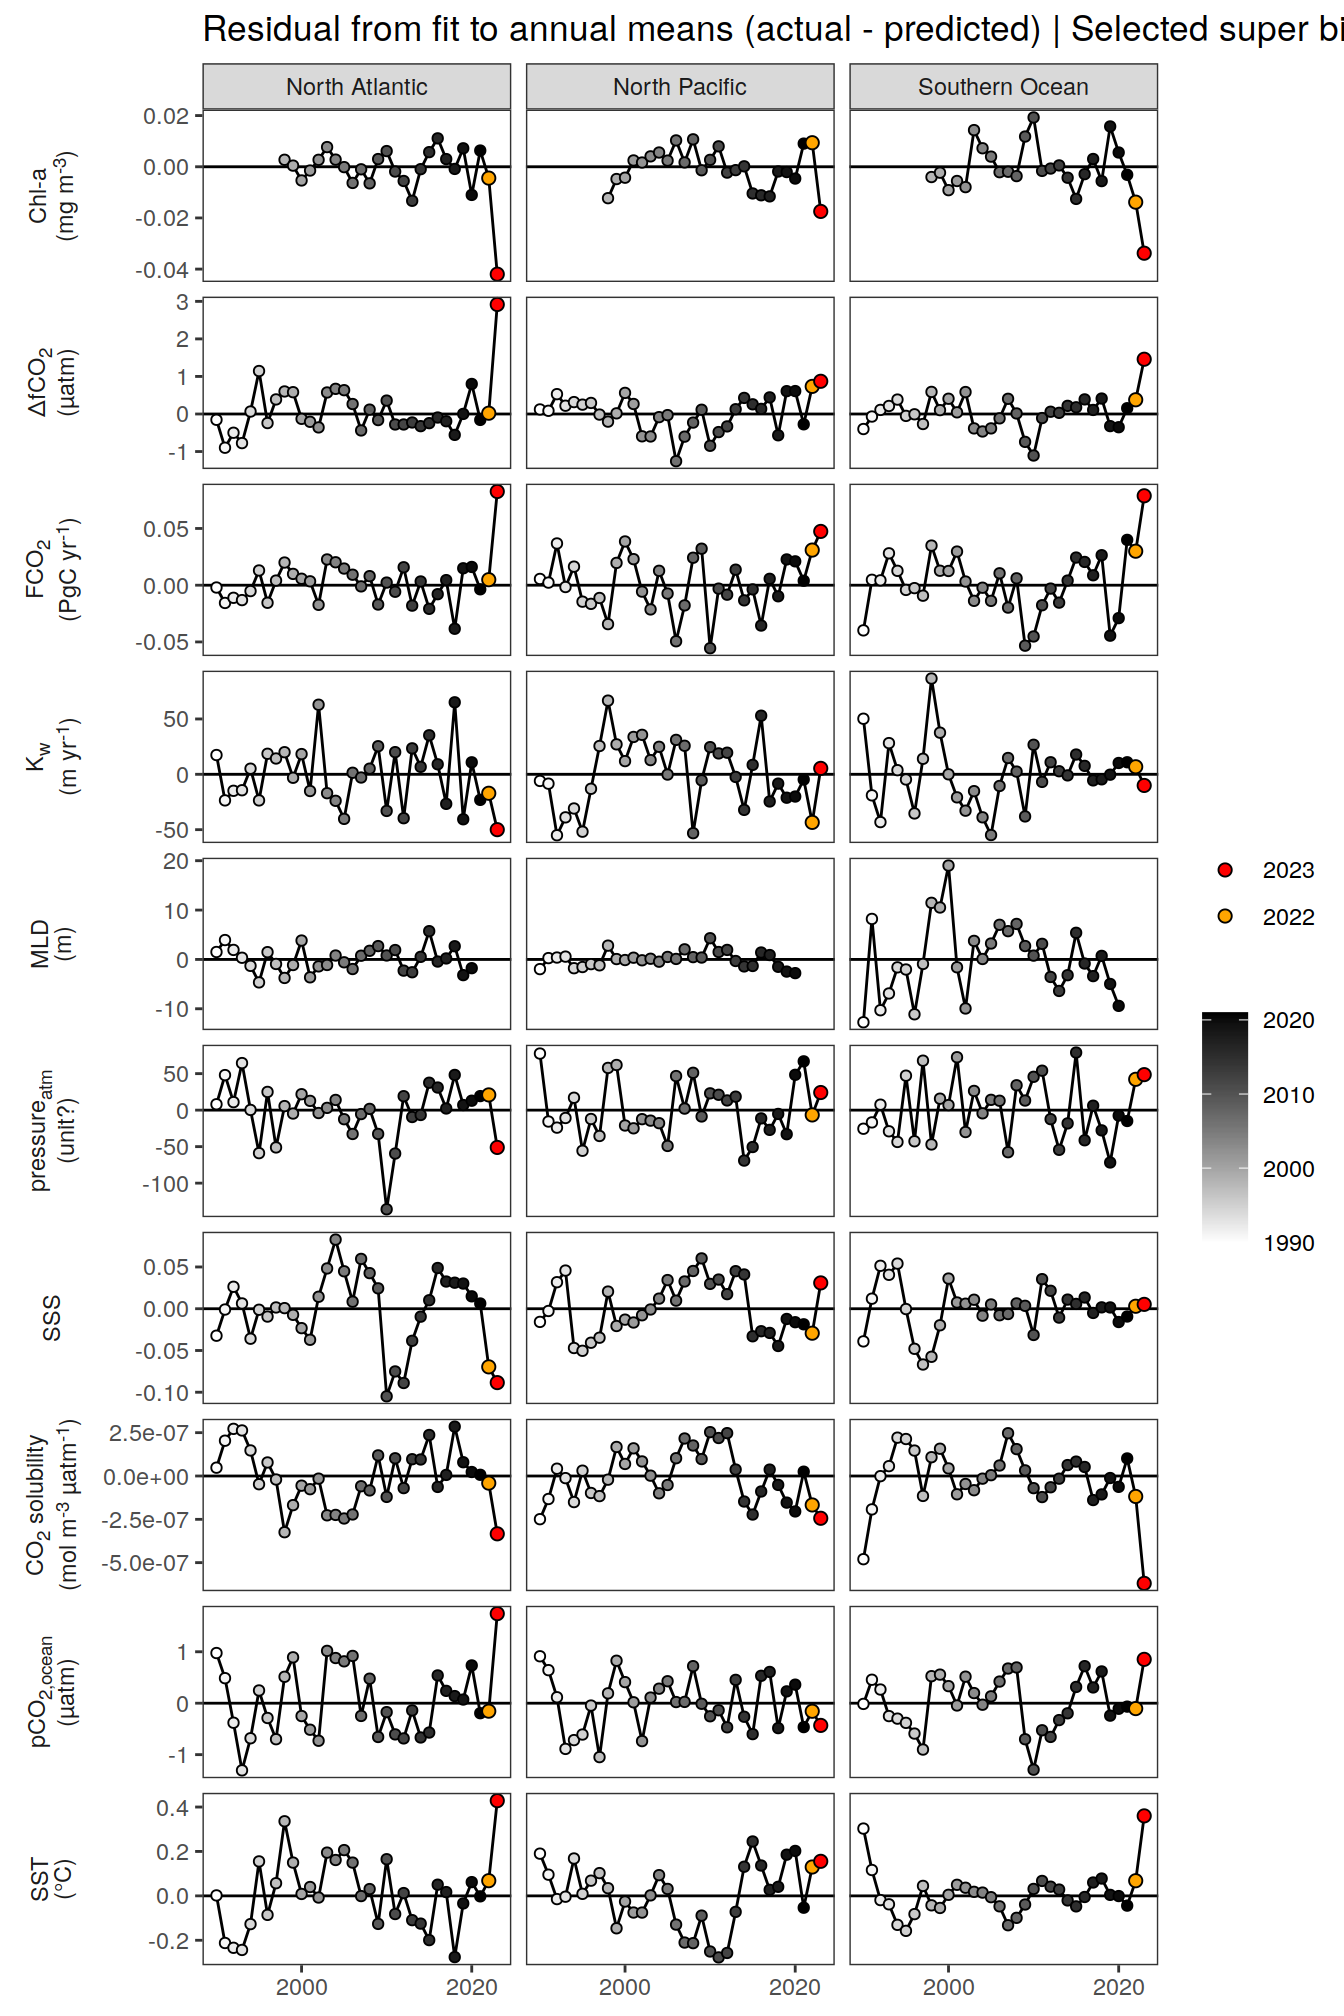 Residual from fit to annual means (actual - predicted) | Selected super bi
North Atlantic
North Pacific
Southern Ocean
Chl-a
(mg m-3)
0.02
0.00
-0.02
-0.04
ΔfCO2
(µatm)
3
2
1
0
-1
FCO2
(PgC yr-1)
0.05
0.00
-0.05
Kw
(m yr-1)
50
0
-50
MLD
(m)
20
10
0
-10
pressureatm
(unit?)
50
0
-50
-100
SSS
0.05
0.00
-0.05
-0.10
CO2 solubility
(mol m-3 µatm-1)
2.5e-07
0.0e+00
-2.5e-07
-5.0e-07
pCO2,ocean
(µatm)
1
0
-1
SST
(°C)
0.4
0.2
0.0
-0.2
2000
2020
2000
2020
2000
2020
2023
2022
2020
2010
2000
1990